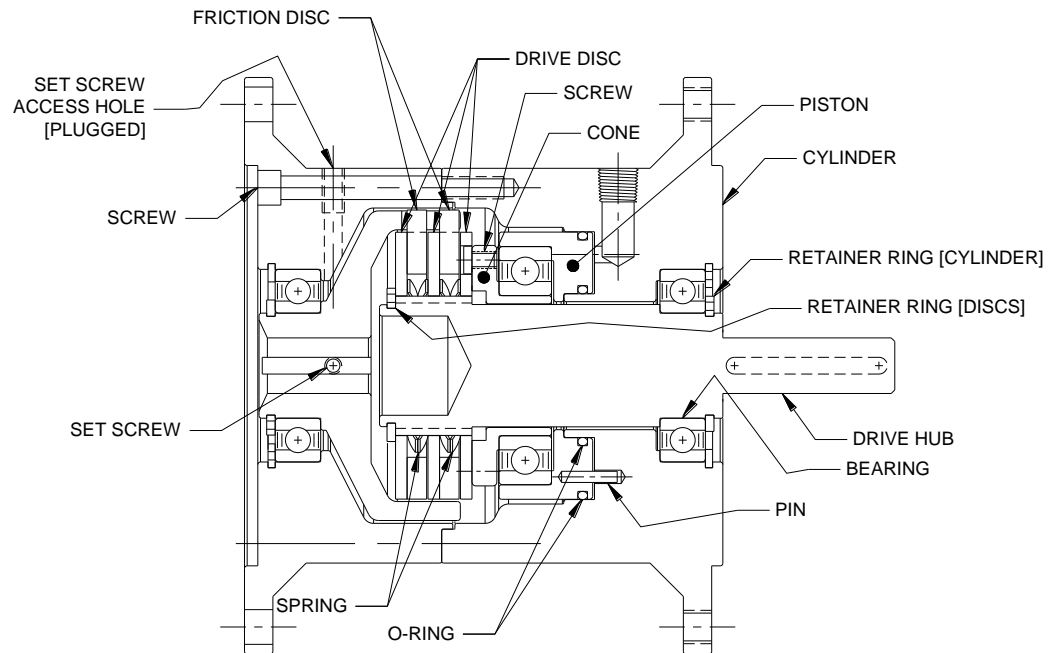 FRICTION DISC
DRIVE DISC
SET SCREW
ACCESS HOLE
[PLUGGED]
SCREW
PISTON
CONE
CYLINDER
SCREW
RETAINER RING [CYLINDER]
RETAINER RING [DISCS]
SET SCREW
DRIVE HUB
BEARING
PIN
SPRING
O-RING